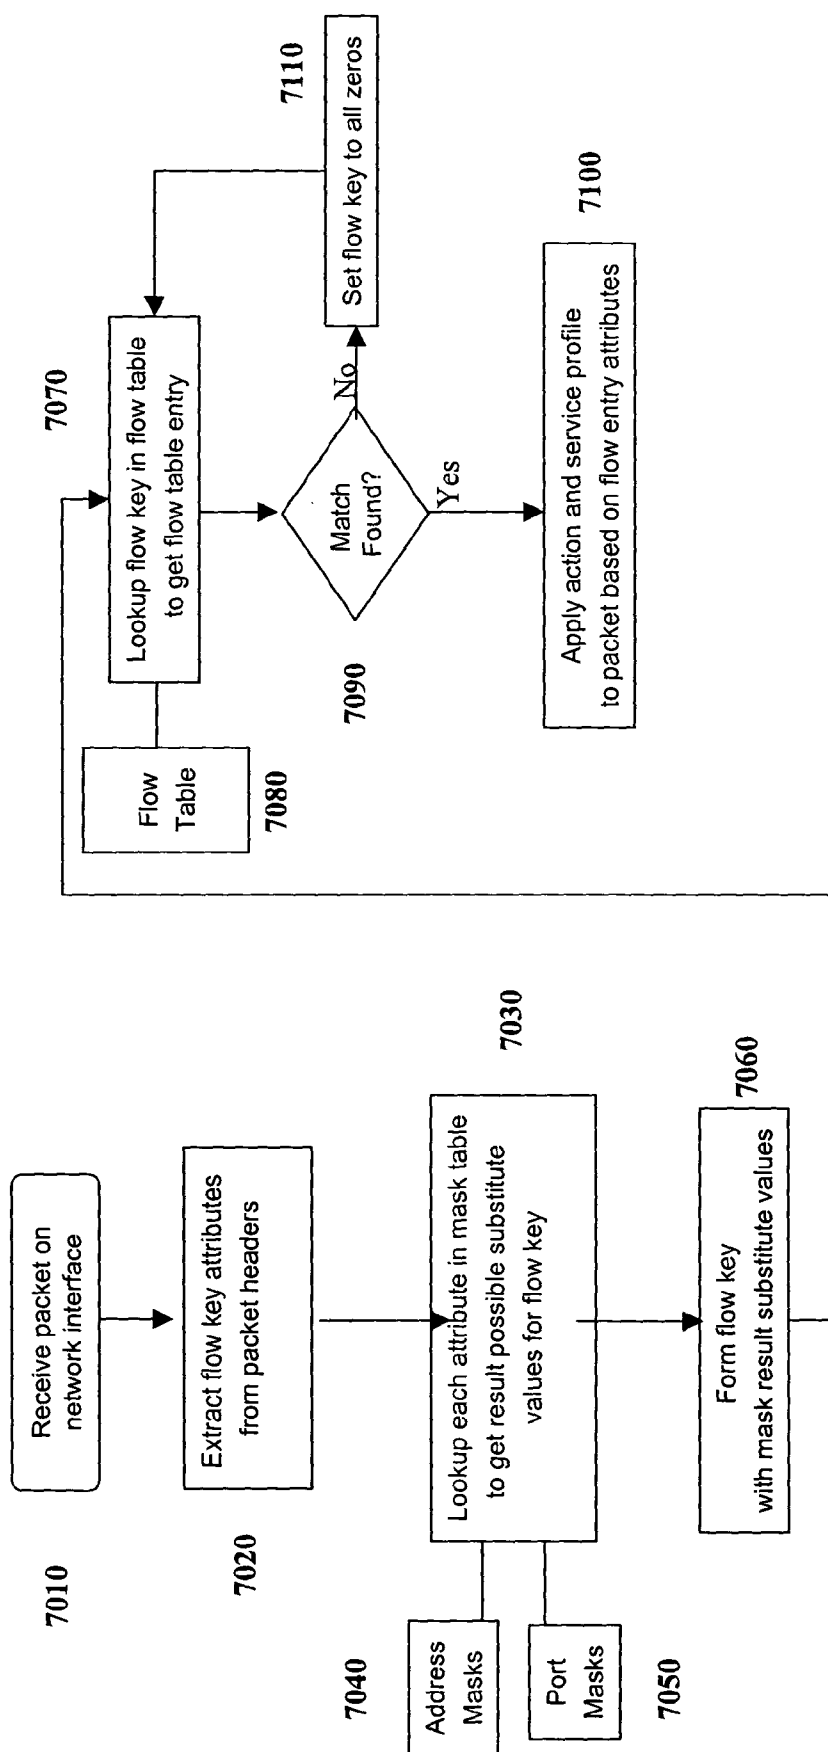 7010
Receive packet on
network interface
7020
Extract flow key attributes
from packet headers
7030
Lookup each attribute in mask table
to get result possible substitute
values for flow key
7040
Address
Masks
Port
Masks
7050
7060
Form flow key
with mask result substitute values
7070
Lookup flow key in flow table
to get flow table entry
Flow
Table
7080
Match
Found?
7090
No
Yes
7110
Set flow key to all zeros
7100
Apply action and service profile
to packet based on flow entry attributes